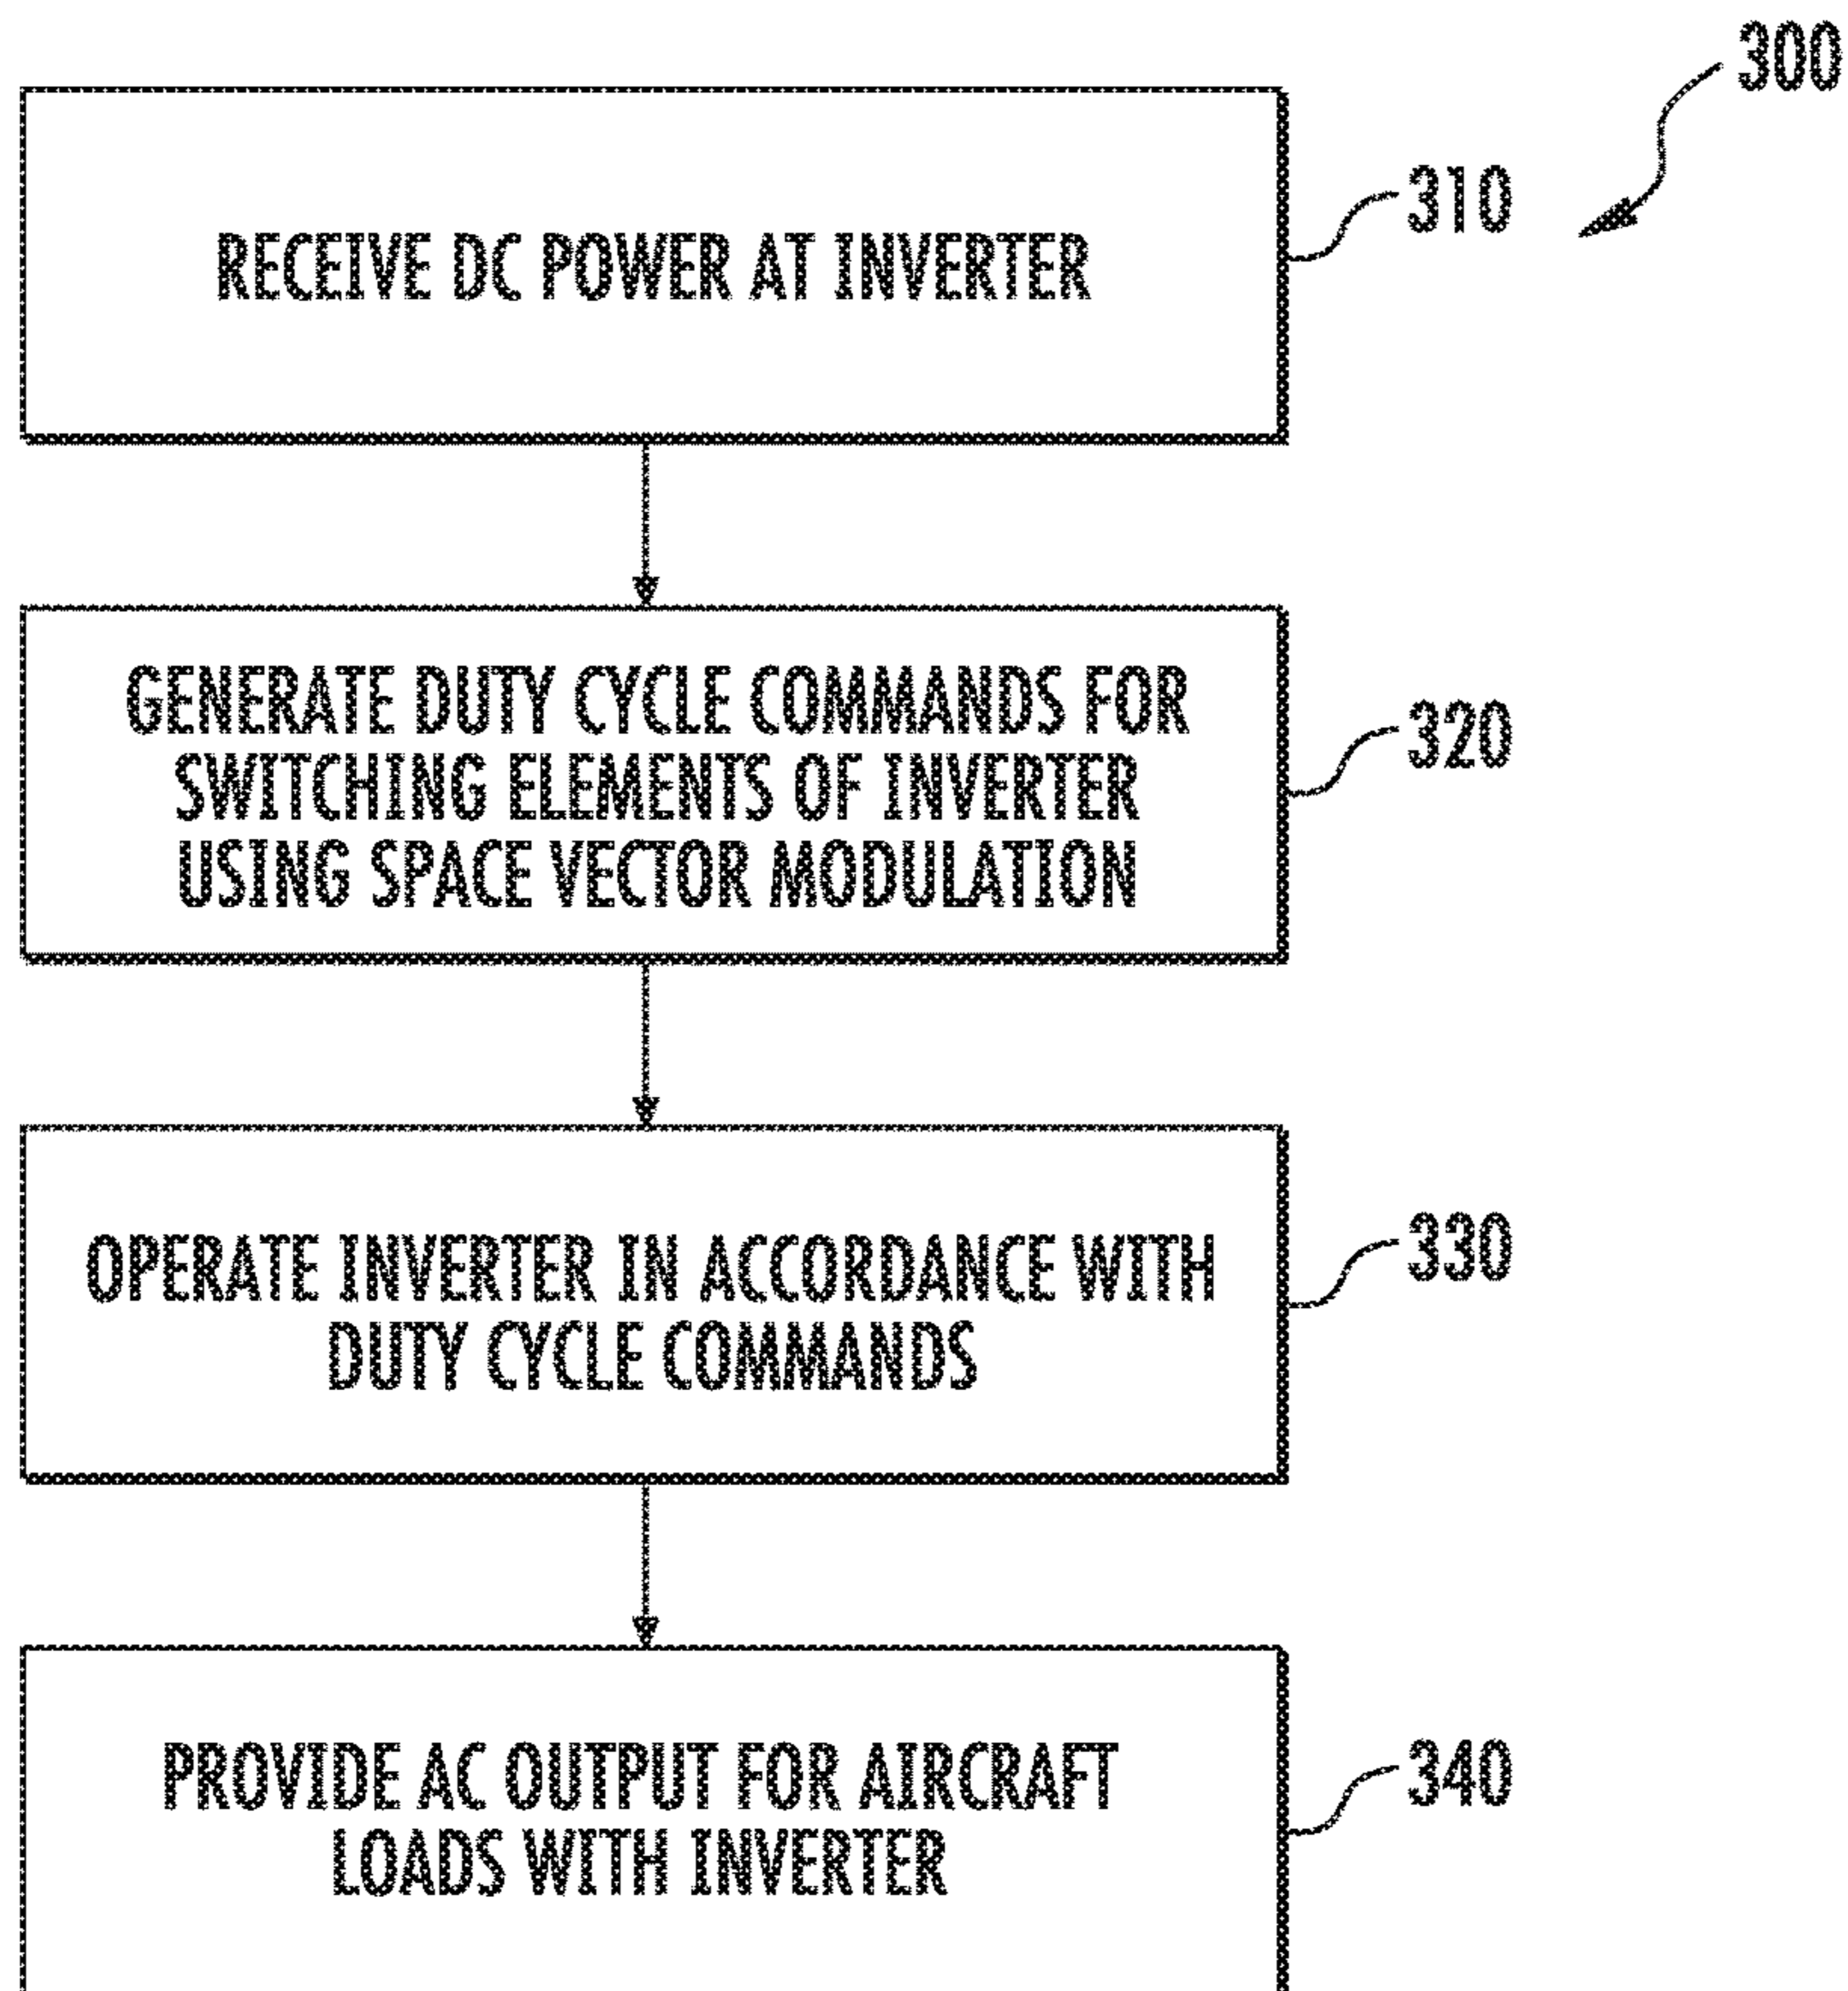 300
RECEIVE DC POWER AT INVERTER
310
GENERATE DUTY CYCLE COMMANDS FOR
SWITCHING ELEMENTS OF INVERTER
USING SPACE VECTOR MODULATION
320
OPERATE INVERTER IN ACCORDANCE WITH
DUTY CYCLE COMMANDS
330
PROVIDE AC OUTPUT FOR AIRCRAFT
LOADS WITH INVERTER
340